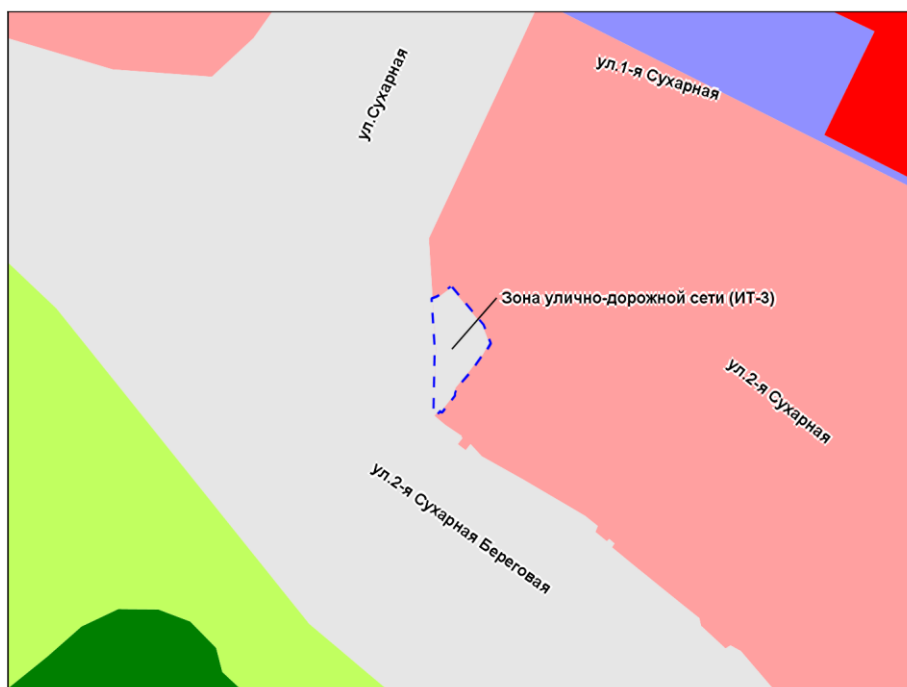 ул.Сухарная
ул.1-я Сухарная
Зона улично-дорожной сети (ИТ-3)
ул.2-я Сухарная
ул.2-я Сухарная Береговая